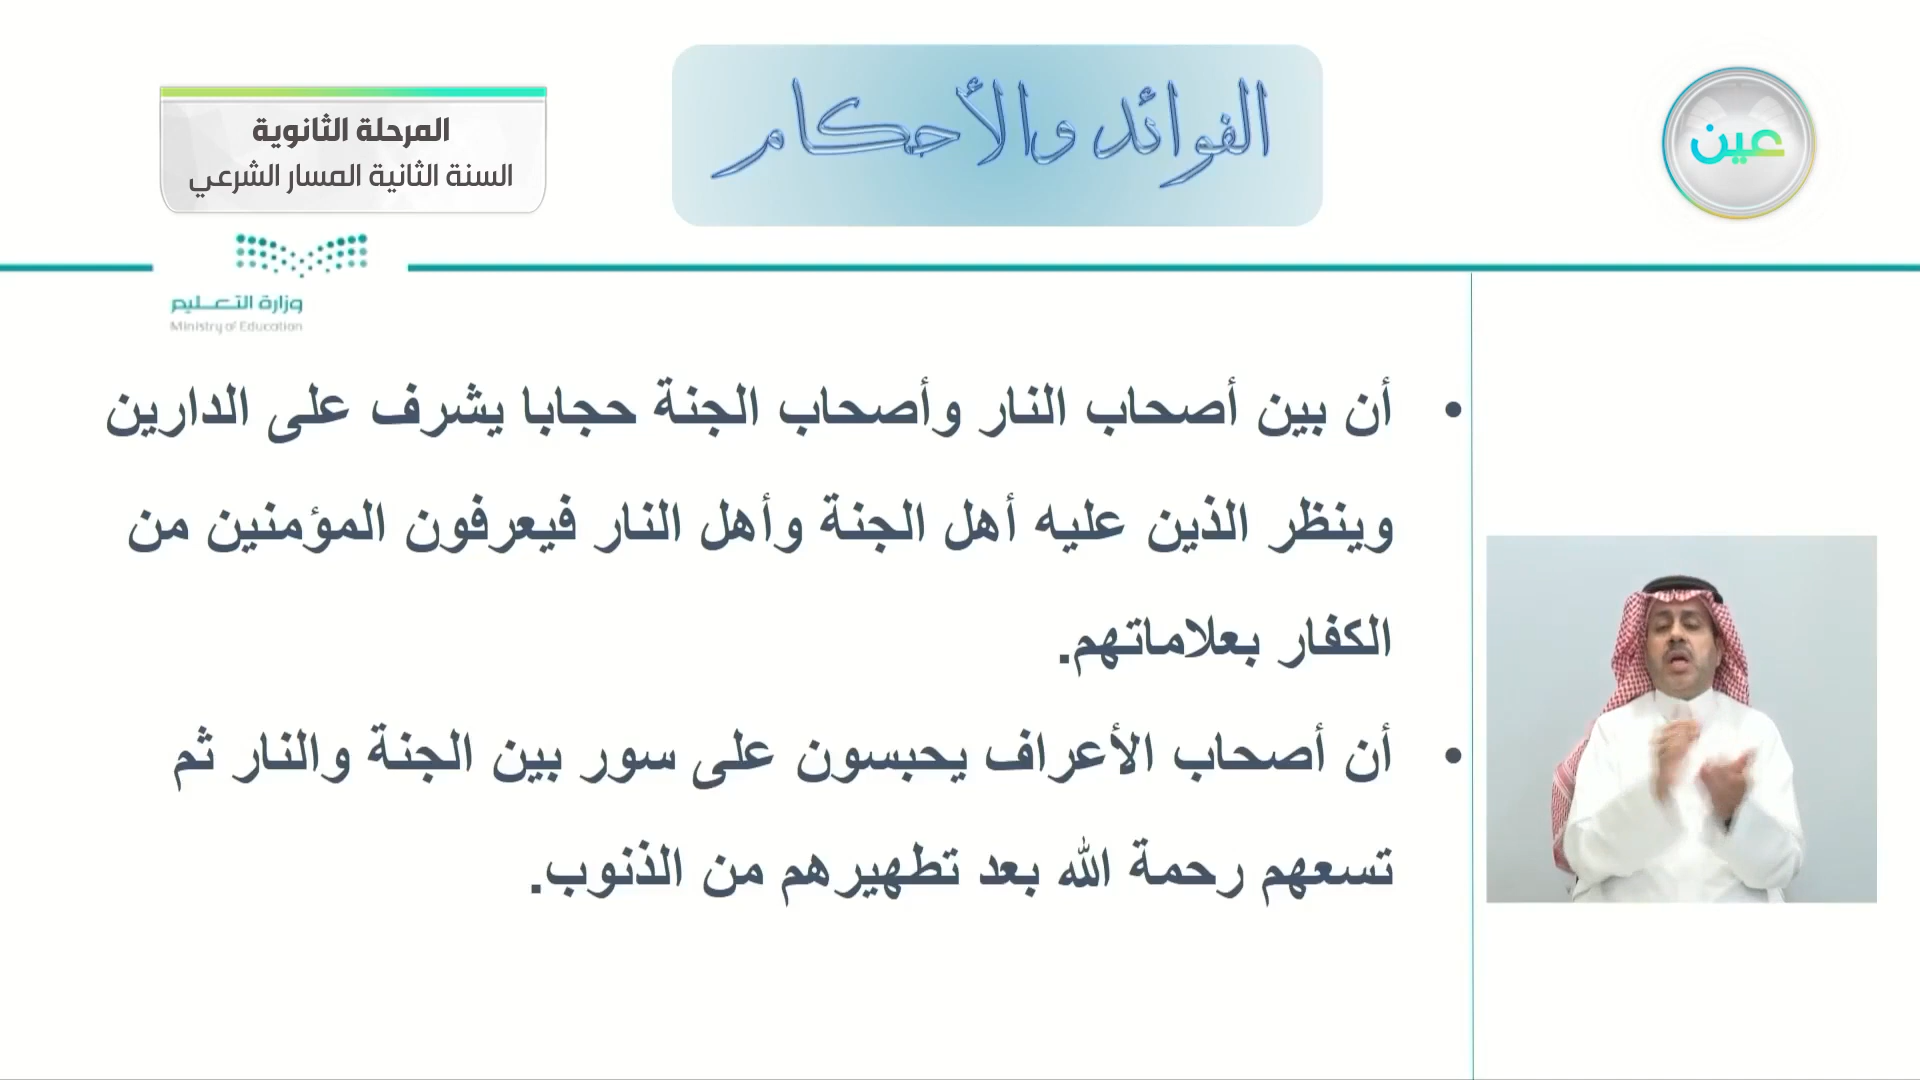 عين
الفوائد والأحكام
المرحلة الثانوية
السنة الثانية المسار الشرعي
وزارة التعليم
Ministry of Education
• أن بين أصحاب النار وأصحاب الجنة حجابا يشرف على الدارين
وينظر الذين عليه أهل الجنة وأهل النار فيعرفون المؤمنين من
الكفار بعلاماتهم.
• أن أصحاب الأعراف يحبسون على سور بين الجنة والنار ثم
تسعهم رحمة الله بعد تطهيرهم من الذنوب.